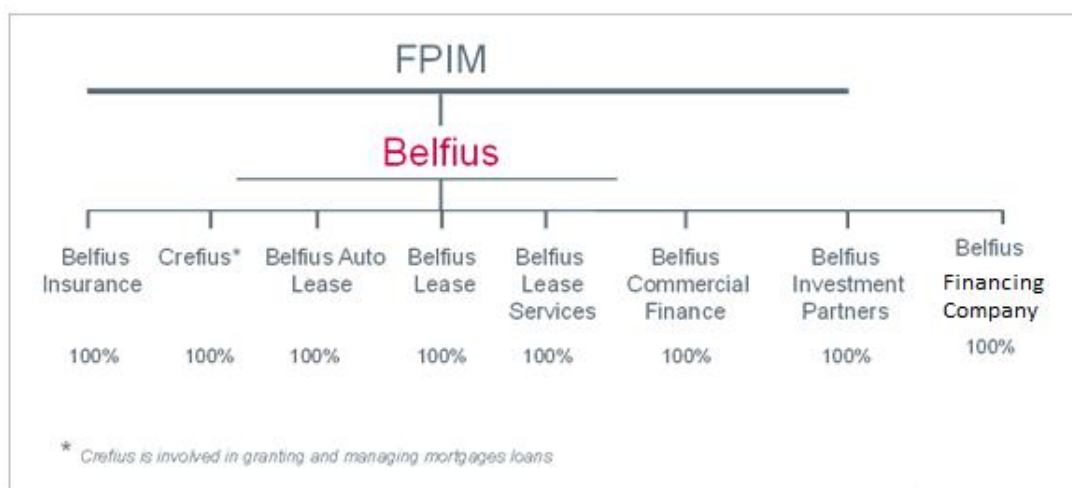 FPIM
Belfius
Belfius
Insurance
100%
Crefius*
100%
Belfius Auto
Lease
100%
Belfius
Lease
100%
Belfius
Lease
Services
100%
Belfius
Commercial
Finance
100%
Belfius
Investment
Partners
100%
Belfius
Financing
Company
100%
* Crefius is involved in granting and managing mortgages loans